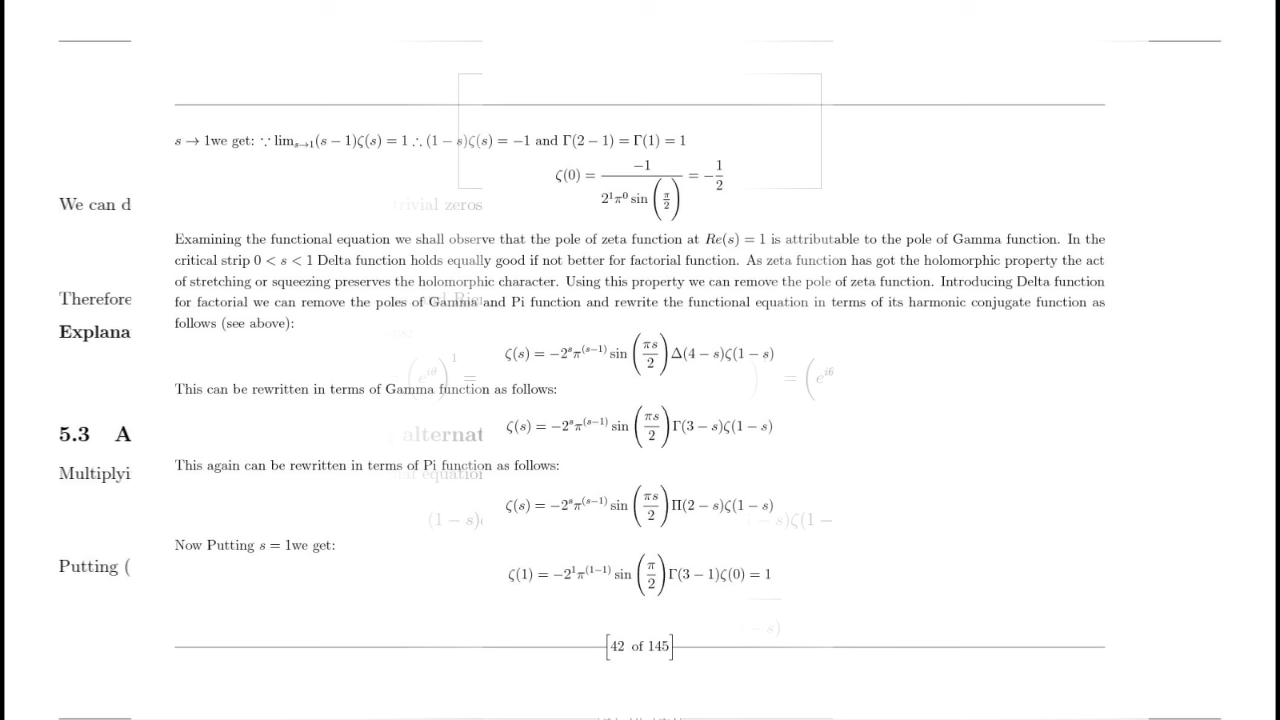 s → 1we get: ∵ lim_{s→1}(s − 1)ζ(s) = 1 ∴ (1 − s)ζ(s) = −1 and Γ(2 − 1) = Γ(1) = 1
ζ(0) = −1 / (2^1 π^0 sin(π/2)) = −1/2
We can d
rivial zeros
Examining the functional equation we shall observe that the pole of zeta function at Re(s) = 1 is attributable to the pole of Gamma function. In the
critical strip 0 < s < 1 Delta function holds equally good if not better for factorial function. As zeta function has got the holomorphic property the act
of stretching or squeezing preserves the holomorphic character. Using this property we can remove the pole of zeta function. Introducing Delta function
Therefore
for factorial we can remove the poles of Gamma and Pi function and rewrite the functional equation in terms of its harmonic conjugate function as
follows (see above):
Explana
ζ(s) = −2^s π^{(s−1)} sin(πs/2) Δ(4 − s)ζ(1 − s)
(e^{iθ})^1 =
= (e^{iθ
This can be rewritten in terms of Gamma function as follows:
ζ(s) = −2^s π^{(s−1)} sin(πs/2) Γ(3 − s)ζ(1 − s)
5.3 A
alternat
This again can be rewritten in terms of Pi function as follows:
Multiplyi
equation
ζ(s) = −2^s π^{(s−1)} sin(πs/2) Π(2 − s)ζ(1 − s)
(1 − s)ζ
− s)ζ(1 −
Now Putting s = 1we get:
Putting (
ζ(1) = −2^1 π^{(1−1)} sin(π/2) Γ(3 − 1)ζ(0) = 1
− s)
[42 of 145]